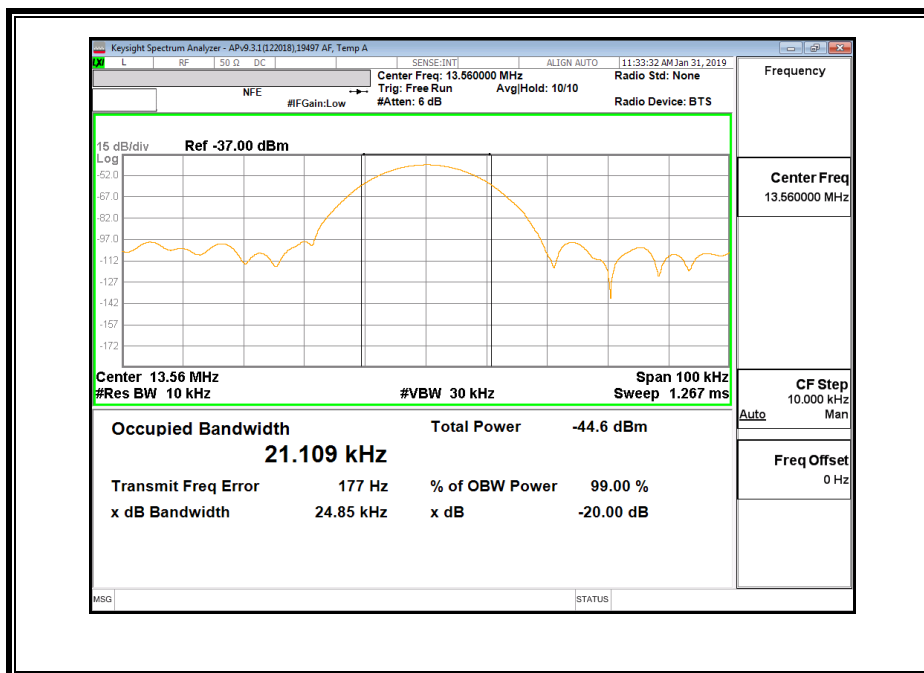 Keysight Spectrum Analyzer - APv9.3.1(122018),19497 AF, Temp A
LXI L RF 50 Ω DC SENSE:INT ALIGN AUTO 11:33:32 AM Jan 31, 2019
Center Freq: 13.560000 MHz Radio Std: None
NFE Trig: Free Run Avg|Hold: 10/10
#IFGain:Low #Atten: 6 dB Radio Device: BTS
15 dB/div Ref -37.00 dBm
Log
-52.0
-67.0
-82.0
-97.0
-112
-127
-142
-157
-172
Center 13.56 MHz Span 100 kHz
#Res BW 10 kHz #VBW 30 kHz Sweep 1.267 ms
Occupied Bandwidth Total Power -44.6 dBm
21.109 kHz
Transmit Freq Error 177 Hz % of OBW Power 99.00 %
x dB Bandwidth 24.85 kHz x dB -20.00 dB
MSG STATUS
Frequency
Center Freq
13.560000 MHz
CF Step
10.000 kHz
Auto Man
Freq Offset
0 Hz